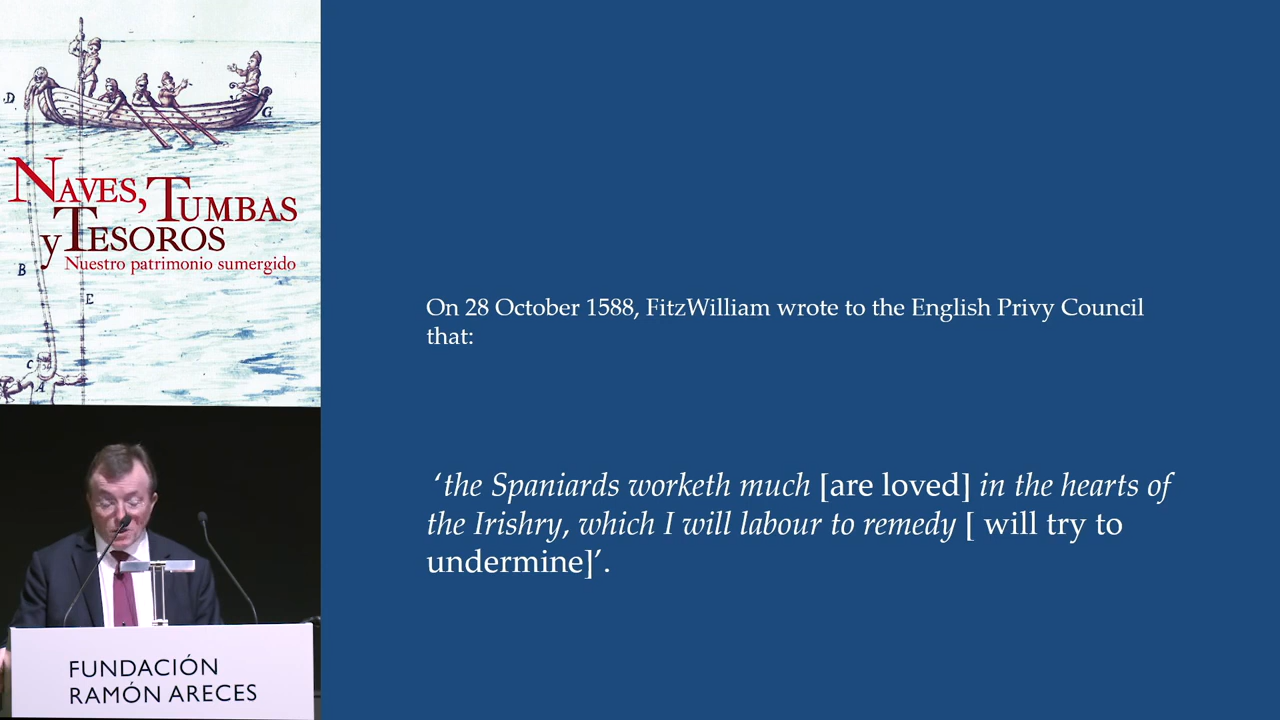 D
G
NAVES, TUMBAS
y TESOROS
Nuestro patrimonio sumergido
B
E
C
A
FUNDACIÓN
RAMÓN ARECES
On 28 October 1588, FitzWilliam wrote to the English Privy Council
that:
‘the Spaniards worketh much [are loved] in the hearts of
the Irishry, which I will labour to remedy [ will try to
undermine]’.